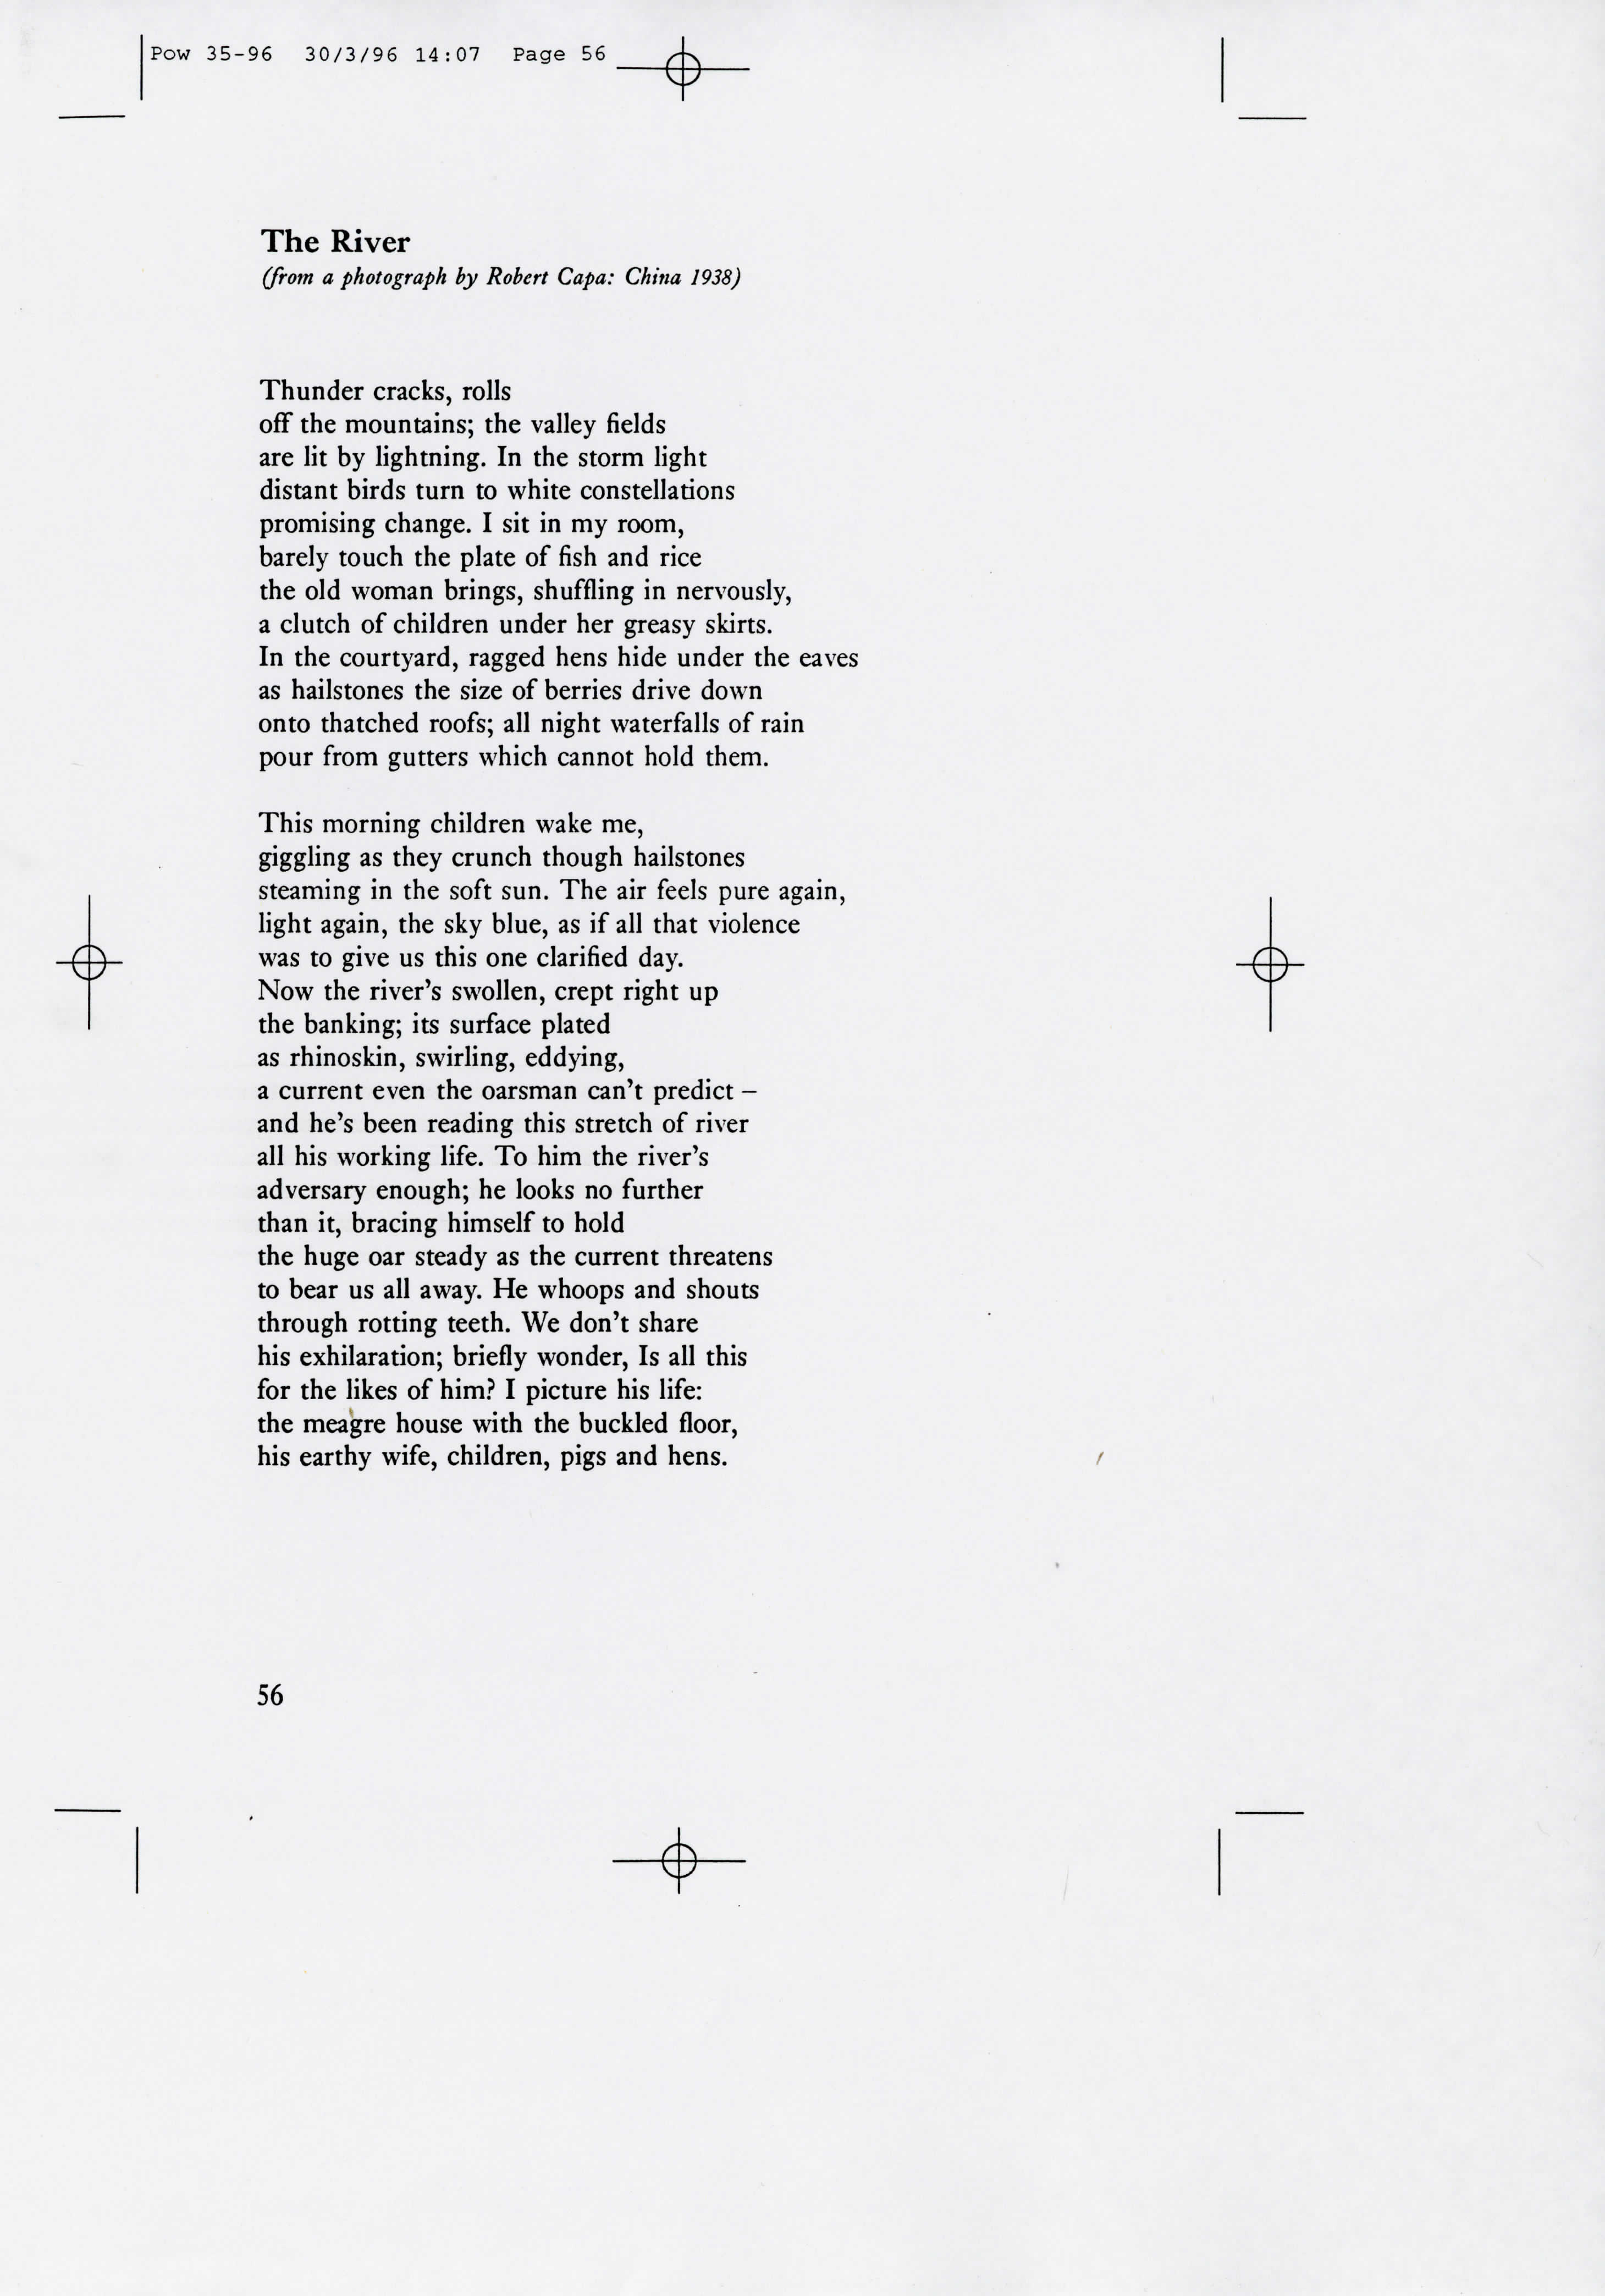 Pow 35-96 30/3/96 14:07 Page 56
The River
(from a photograph by Robert Capa: China 1938)
Thunder cracks, rolls
off the mountains; the valley fields
are lit by lightning. In the storm light
distant birds turn to white constellations
promising change. I sit in my room,
barely touch the plate of fish and rice
the old woman brings, shuffling in nervously,
a clutch of children under her greasy skirts.
In the courtyard, ragged hens hide under the eaves
as hailstones the size of berries drive down
onto thatched roofs; all night waterfalls of rain
pour from gutters which cannot hold them.
This morning children wake me,
giggling as they crunch though hailstones
steaming in the soft sun. The air feels pure again,
light again, the sky blue, as if all that violence
was to give us this one clarified day.
Now the river's swollen, crept right up
the banking; its surface plated
as rhinoskin, swirling, eddying,
a current even the oarsman can't predict –
and he's been reading this stretch of river
all his working life. To him the river's
adversary enough; he looks no further
than it, bracing himself to hold
the huge oar steady as the current threatens
to bear us all away. He whoops and shouts
through rotting teeth. We don't share
his exhilaration; briefly wonder, Is all this
for the likes of him? I picture his life:
the meagre house with the buckled floor,
his earthy wife, children, pigs and hens.
56